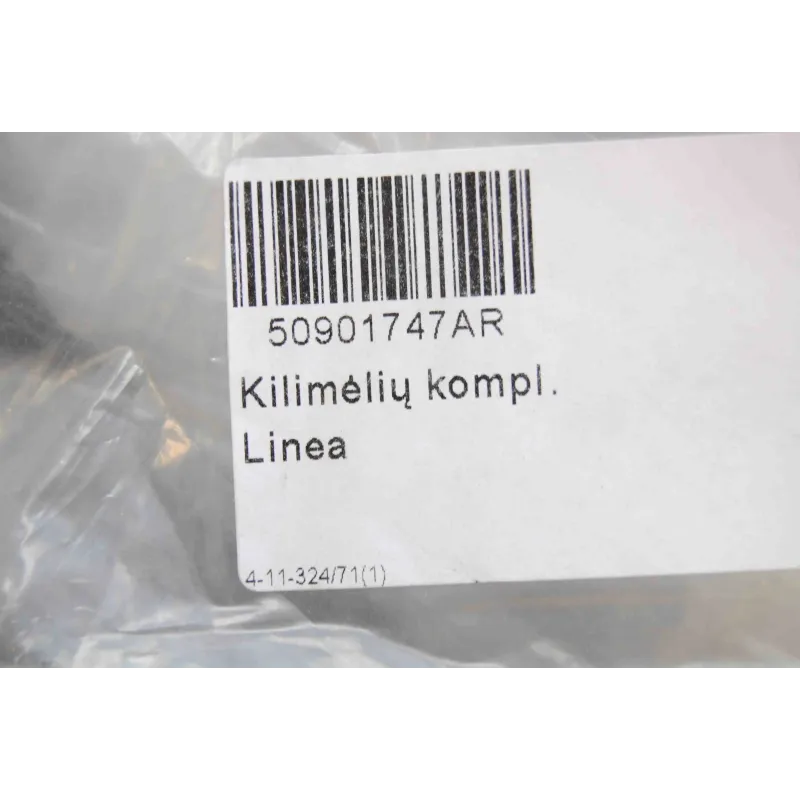 50901747AR
Kilimėlių kompl.
Linea
4-11-324/71(1)